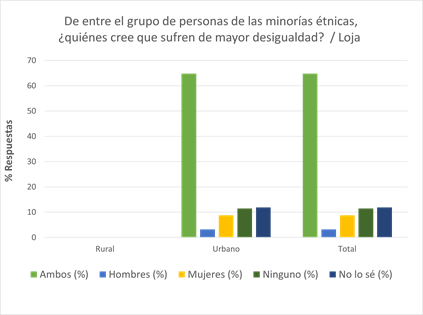 De entre el grupo de personas de las minorías étnicas,
¿quiénes cree que sufren de mayor desigualdad? / Loja
% Respuestas
70
60
50
40
30
20
10
0
Rural Urbano Total
Ambos (%) Hombres (%) Mujeres (%) Ninguno (%) No lo sé (%)